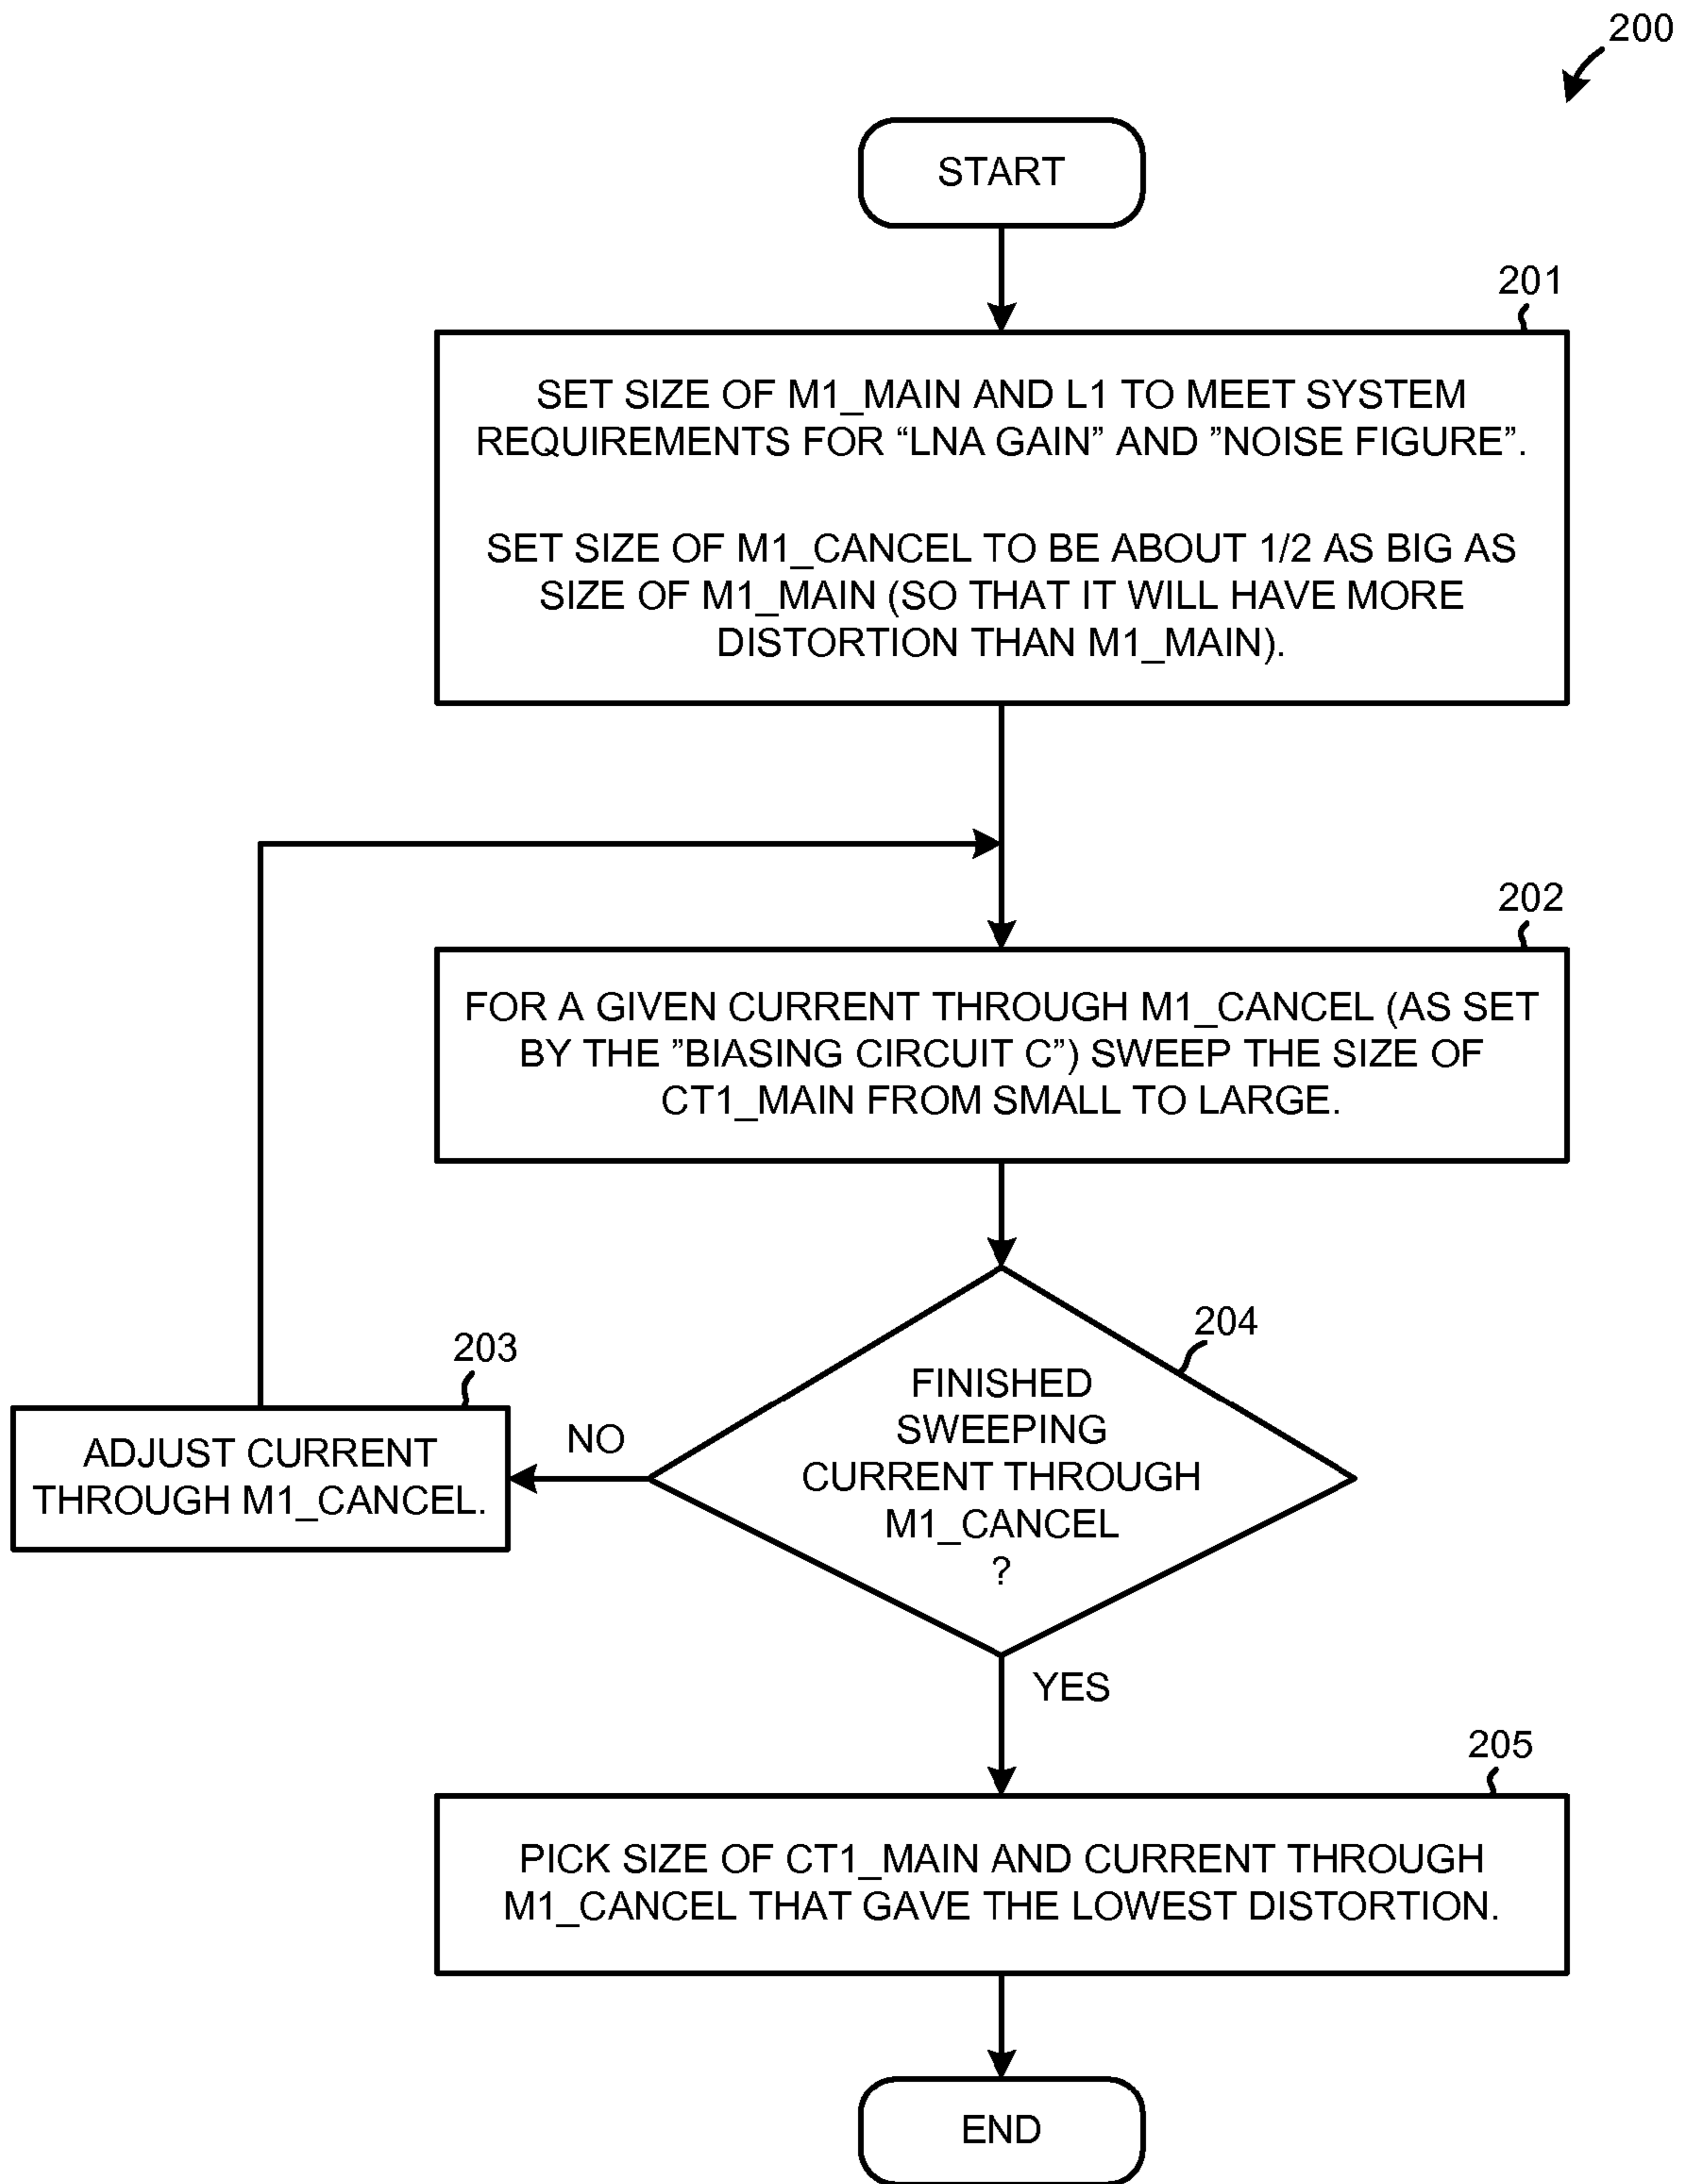 200
START
201
SET SIZE OF M1_MAIN AND L1 TO MEET SYSTEM
REQUIREMENTS FOR “LNA GAIN” AND ”NOISE FIGURE”.
SET SIZE OF M1_CANCEL TO BE ABOUT 1/2 AS BIG AS
SIZE OF M1_MAIN (SO THAT IT WILL HAVE MORE
DISTORTION THAN M1_MAIN).
202
FOR A GIVEN CURRENT THROUGH M1_CANCEL (AS SET
BY THE ”BIASING CIRCUIT C”) SWEEP THE SIZE OF
CT1_MAIN FROM SMALL TO LARGE.
204
FINISHED
SWEEPING
CURRENT THROUGH
M1_CANCEL
?
NO
203
ADJUST CURRENT
THROUGH M1_CANCEL.
YES
205
PICK SIZE OF CT1_MAIN AND CURRENT THROUGH
M1_CANCEL THAT GAVE THE LOWEST DISTORTION.
END